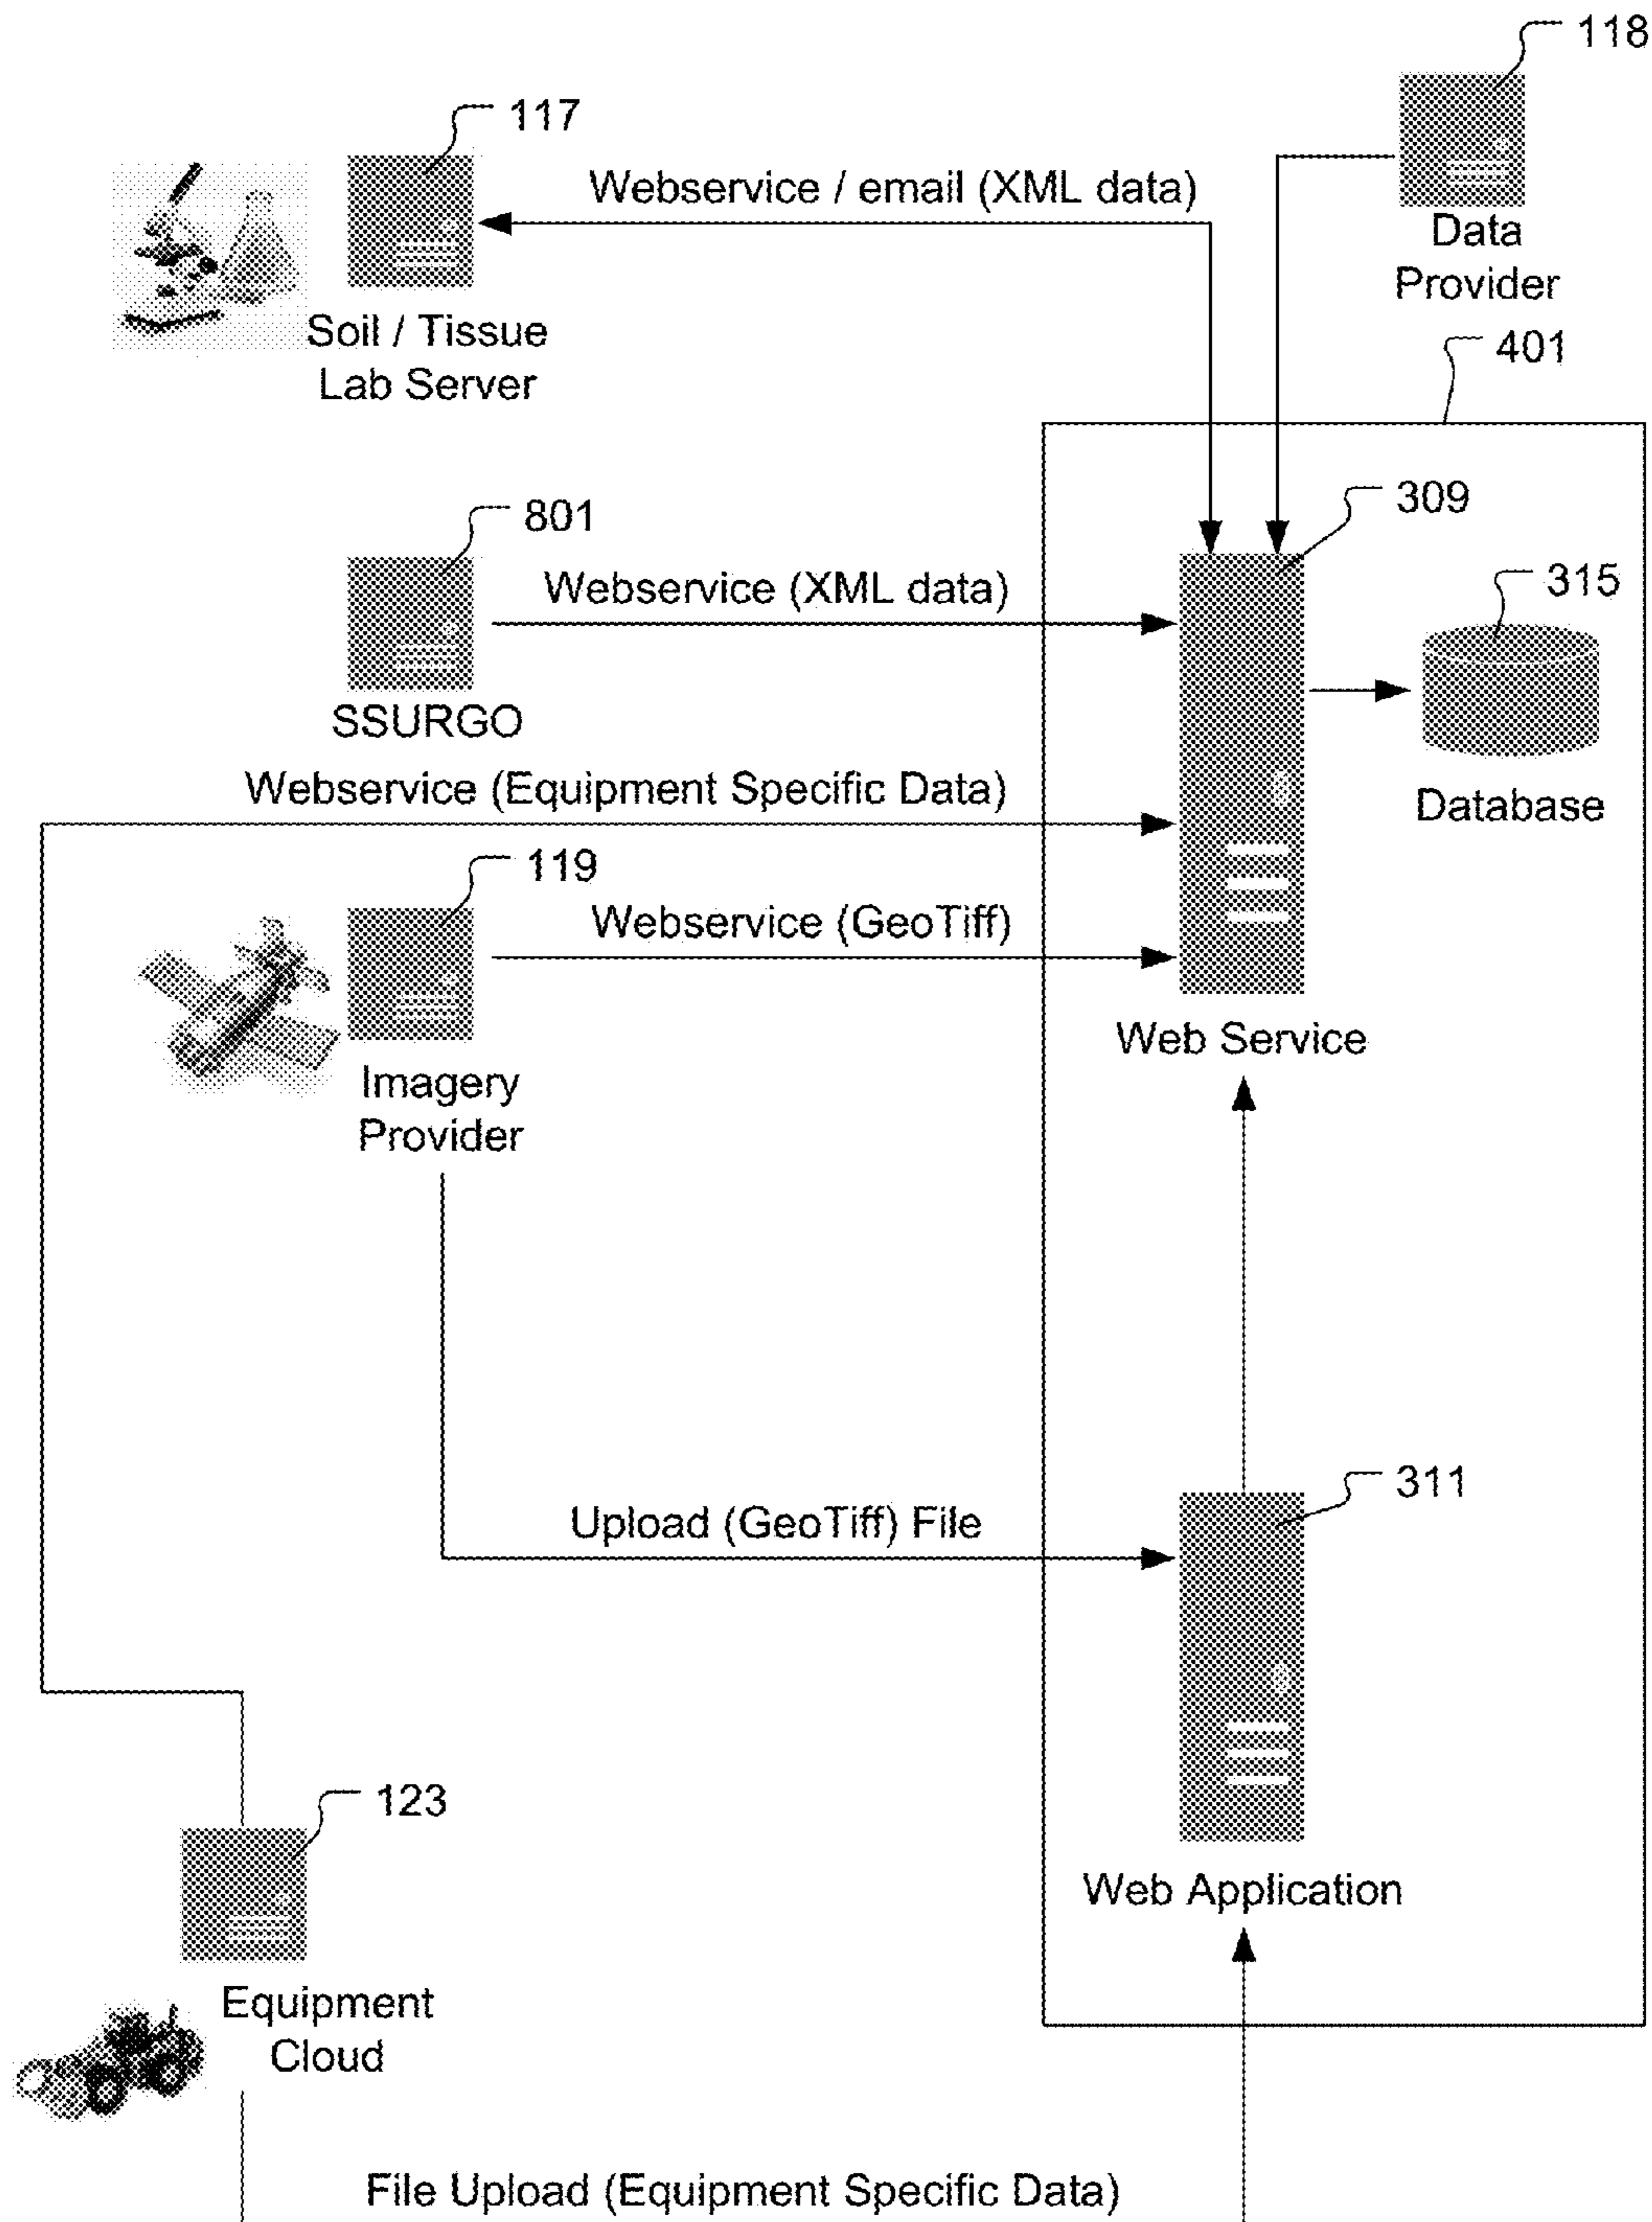 118
117
Webservice / email (XML data)
Data
Provider
Soil / Tissue
Lab Server
401
801
309
Webservice (XML data)
315
SSURGO
Webservice (Equipment Specific Data)
Database
119
Webservice (GeoTiff)
Web Service
Imagery
Provider
311
Upload (GeoTiff) File
123
Web Application
Equipment
Cloud
File Upload (Equipment Specific Data)